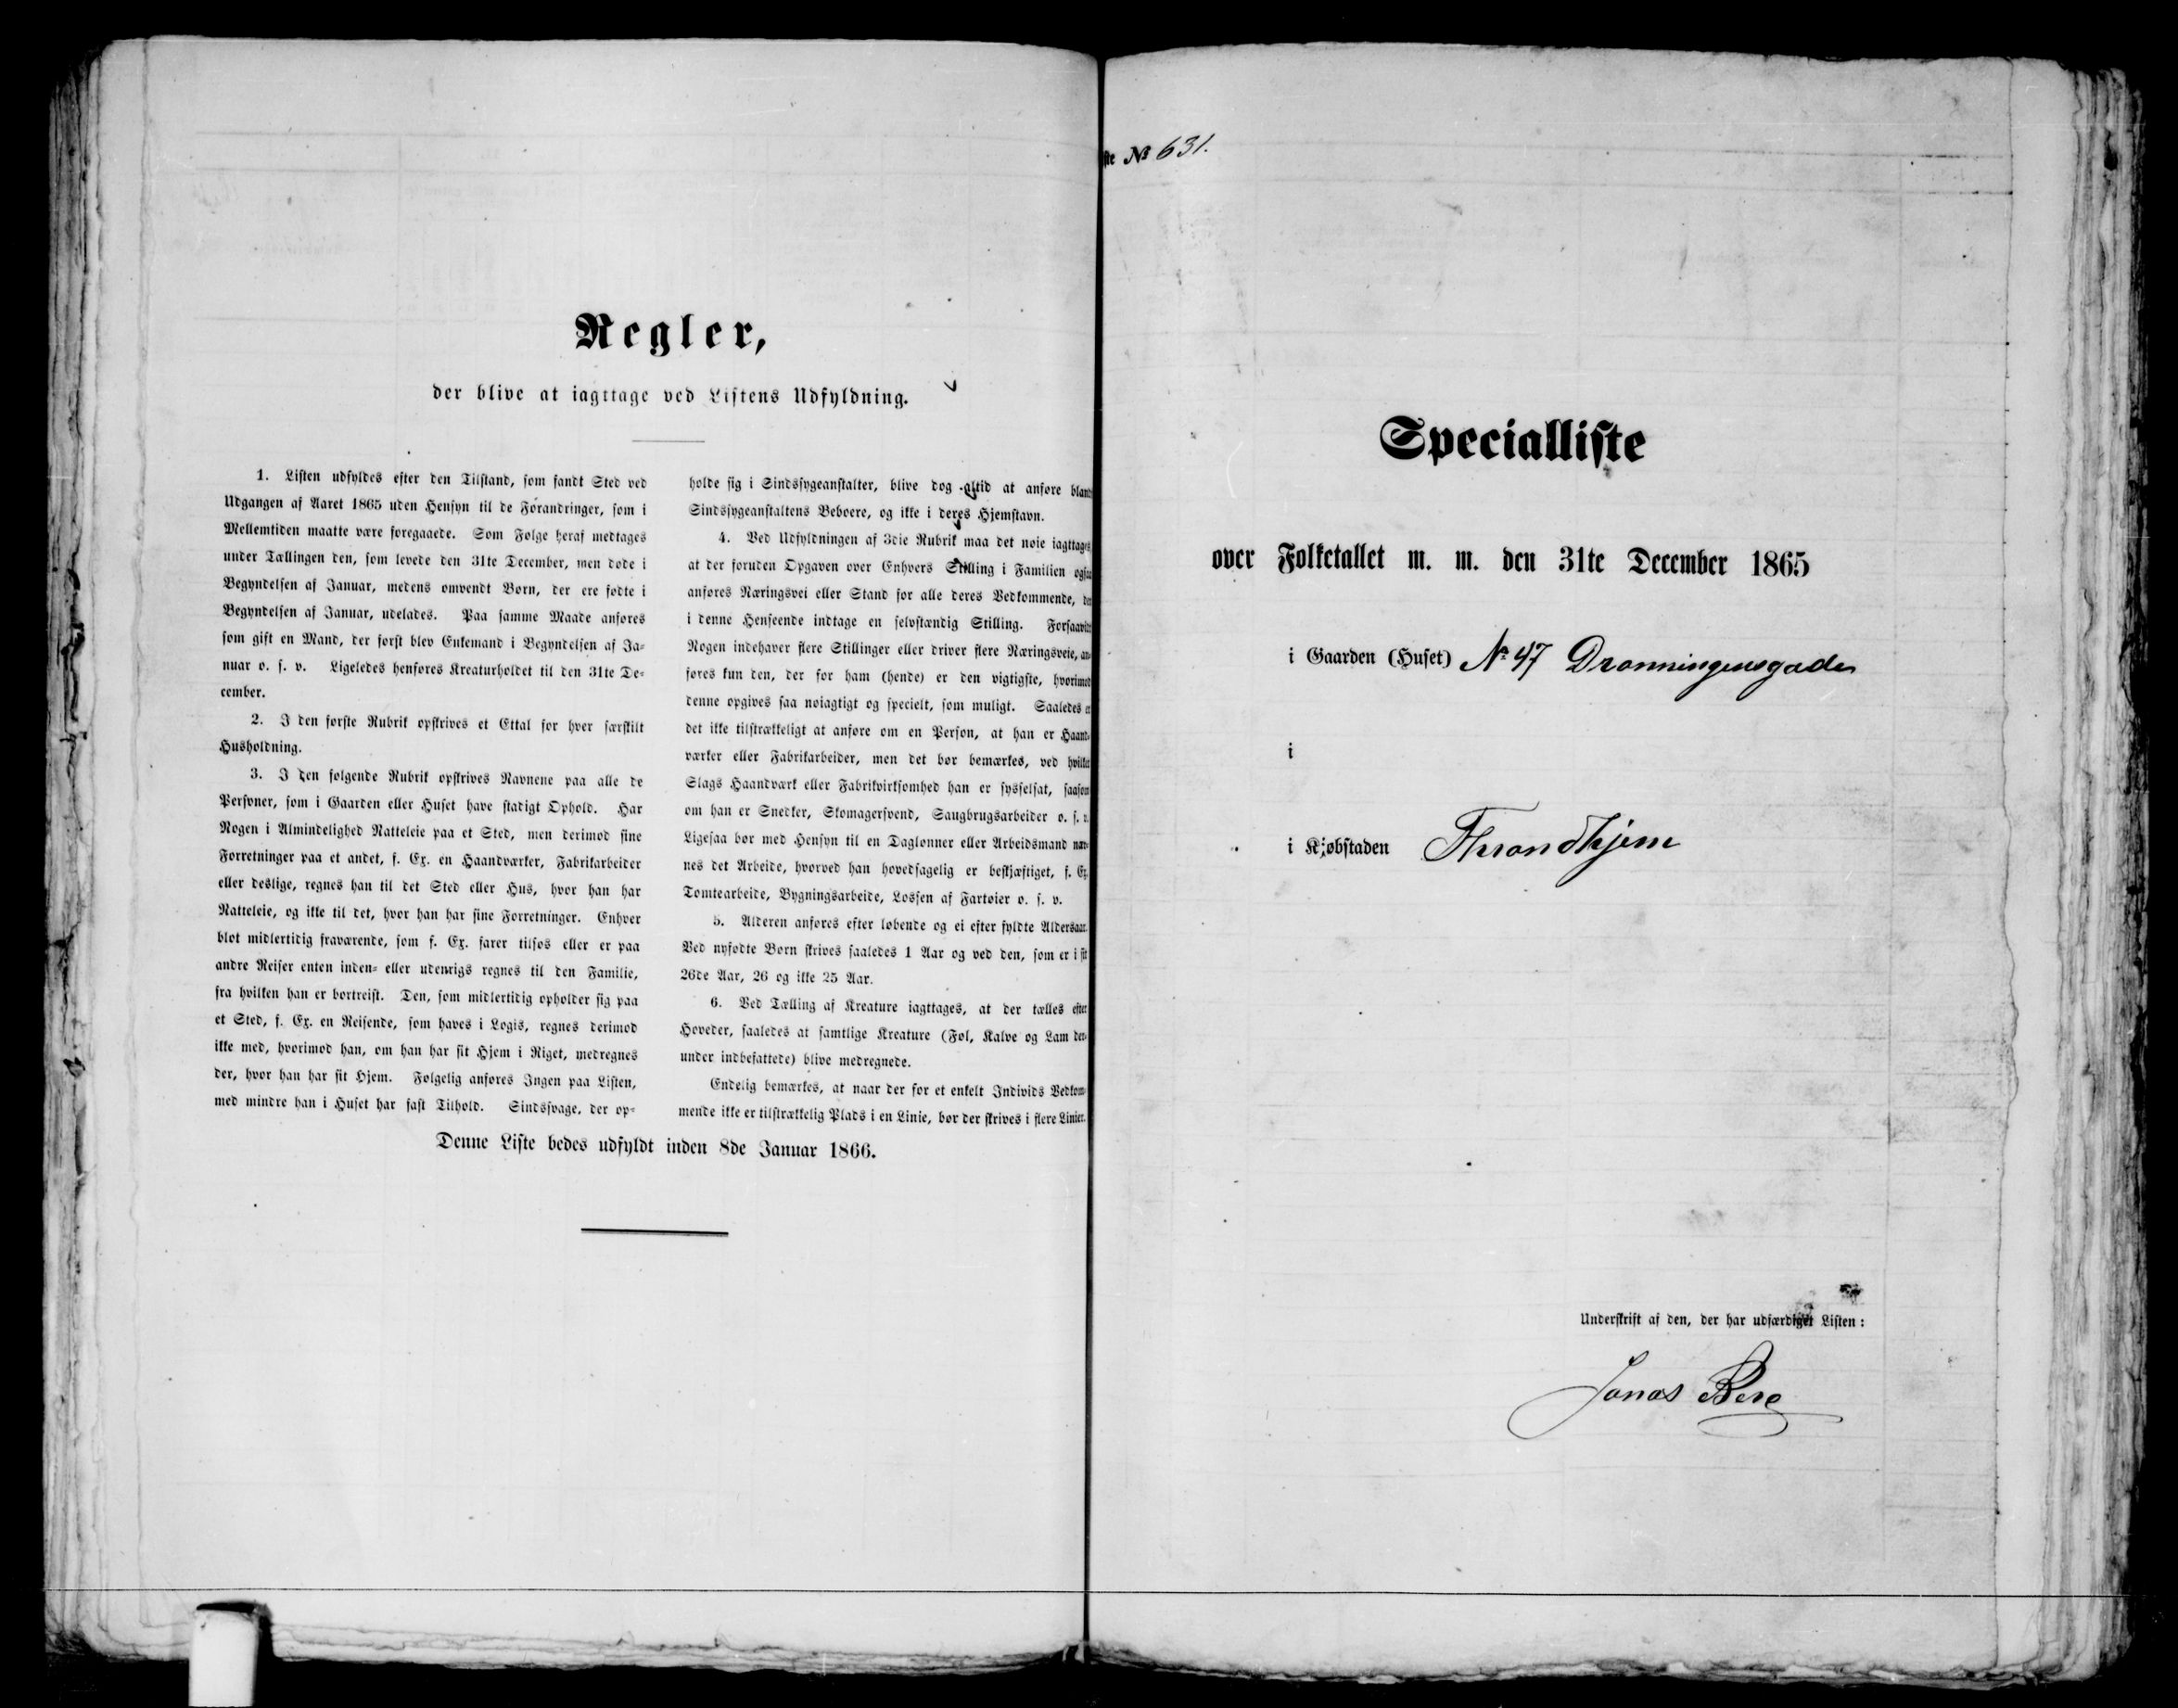 Regler,
der blive at iagttage ved Listens Udfyldning.
1. Listen udfyldes efter den Tilstand, som fandt Sted ved
Udgangen af Aaret 1865 uden Hensyn til de Forandringer, som i
Mellemtiden maatte være foregaaede. Som Følge heraf medtages
under Tællingen den, som levede den 31te December, men døde i
Begyndelsen af Januar, medens omvendt Børn, der ere fødte i
Begyndelsen af Januar, udelades. Paa samme Maade anføres
som gift en Mand, der først blev Enkemand i Begyndelsen af Ja-
nuar o. s. v. Ligeledes henføres Kreaturholdet til den 31te De-
cember.
2. I den første Rubrik opskrives et Ettal for hver særskilt
Husholdning.
3. I den følgende Rubrik opskrives Navnene paa alle de
Personer, som i Gaarden eller Huset have stadigt Ophold. Har
Nogen i Almindelighed Natteleie paa et Sted, men derimod sine
Forretninger paa et andet, f. Ex. en Haandværker, Fabrikarbeider
eller deslige, regnes han til det Sted eller Hus, hvor han har
Natteleie, og ikke til det, hvor han har sine Forretninger. Enhver
blot midlertidig fraværende, som f. Ex. farer tilsøs eller er paa
andre Reiser enten inden- eller udenrigs regnes til den Familie,
fra hvilken han er bortreist. Den, som midlertidig opholder sig paa
et Sted, f. Ex. en Reisende, som haves i Logis, regnes derimod
ikke med, hvorimod han, om han har sit Hjem i Riget, medregnes
der, hvor han har sit Hjem. Følgelig anføres Ingen paa Listen,
med mindre han i Huset har fast Tilhold. Sindssvage, der op-
holde sig i Sindssygeanstalter, blive dog altid at anføre blandt
Sindssygeanstaltens Beboere, og ikke i deres Hjemstavn.
4. Ved Udfyldningen af 3die Rubrik maa det nøie iagttages,
at der foruden Opgaven over Enhvers Stilling i Familien ogsaa
anføres Næringsvei eller Stand for alle deres Vedkommende, der
i denne Henseende indtage en selvstændig Stilling. Forsaavidt
Nogen indehaver flere Stillinger eller driver flere Næringsveie, an-
føres kun den, der for ham (hende) er den vigtigste, hvorimod
denne opgives saa nøiagtigt og specielt, som muligt. Saaledes er
det ikke tilstrækkeligt at anføre om en Person, at han er Haand-
værker eller Fabrikarbeider, men det bør bemærkes, ved hvilket
Slags Haandværk eller Fabrikvirksomhed han er sysselsat, saasom
om han er Snedker, Skomagersvend, Saugbrugsarbeider o. s. v.
Ligesaa bør med Hensyn til en Daglønner eller Arbeidsmand næv-
nes det Arbeide, hvorved han hovedsagelig er beskjæftiget, f. Ex.
Tomtearbeide, Bygningsarbeide, Lossen af Fartøier o. s. v.
5. Alderen anføres efter løbende og ei efter fyldte Aldersaar.
Ved nyfødte Børn skrives saaledes 1 Aar og ved den, som er i sit
26de Aar, 26 og ikke 25 Aar.
6. Ved Tælling af Kreature iagttages, at der tælles efter
Hoveder, saaledes at samtlige Kreature (Føl, Kalve og Lam der-
under indbefattede) blive medregnede.
Endelig bemærkes, at naar der for et enkelt Individs Vedkom-
mende ikke er tilstrækkelig Plads i en Linie, bør der skrives i flere Linier.
Denne Liste bedes udfyldt inden 8de Januar 1866.
ste № 631.
Specialliste
over Folketallet m. m. den 31te December 1865
i Gaarden (Huset) № 47 Dronningensgade
i
i Kjøbstaden Throndhjem
Underskrift af den, der har udfærdiget Listen:
Jonas Berg